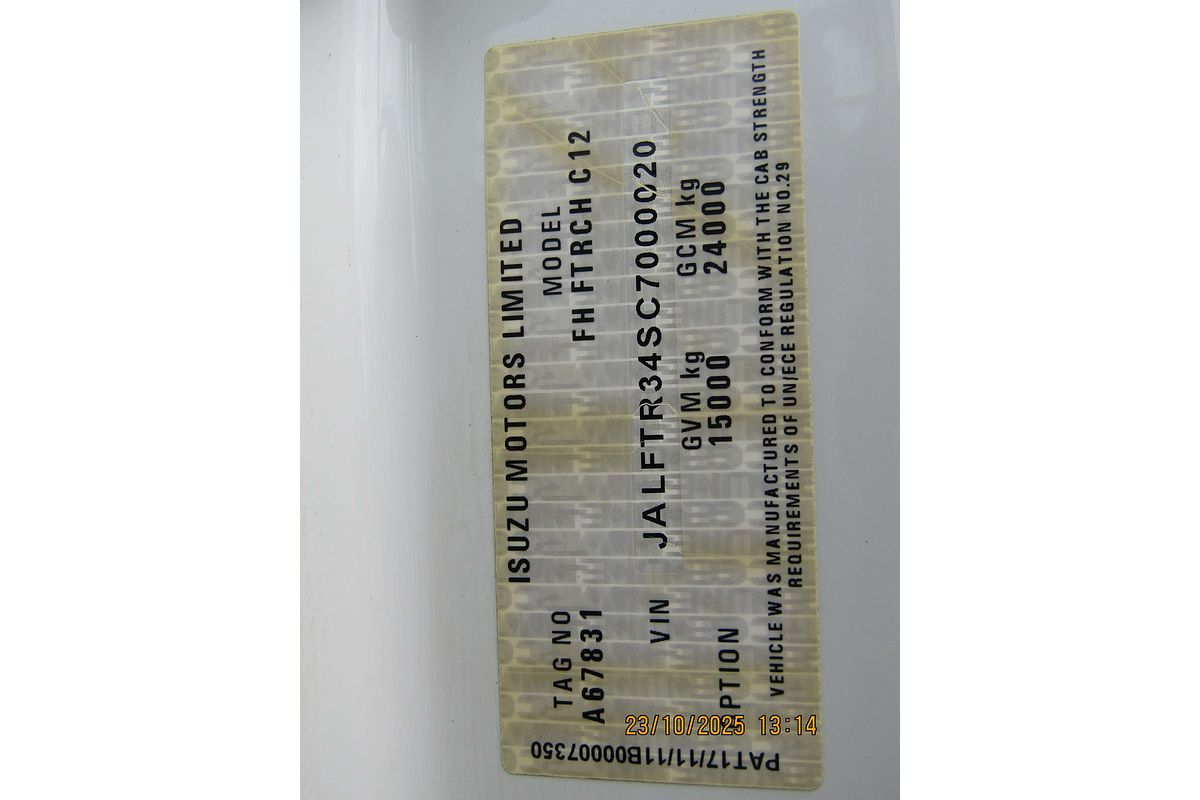 ISUZU MOTORS LIMITED
TAG NO MODEL
A67831 FH FTRCH C12
VIN JALFTR34SC7000020
GVM kg GCM kg
PTION 15000 24000
VEHICLE WAS MANUFACTURED TO CONFORM WITH THE CAB STRENGTH
REQUIREMENTS OF UN/ECE REGULATION NO.29
PAT17/11/11B00007350
23/10/2025 13:14